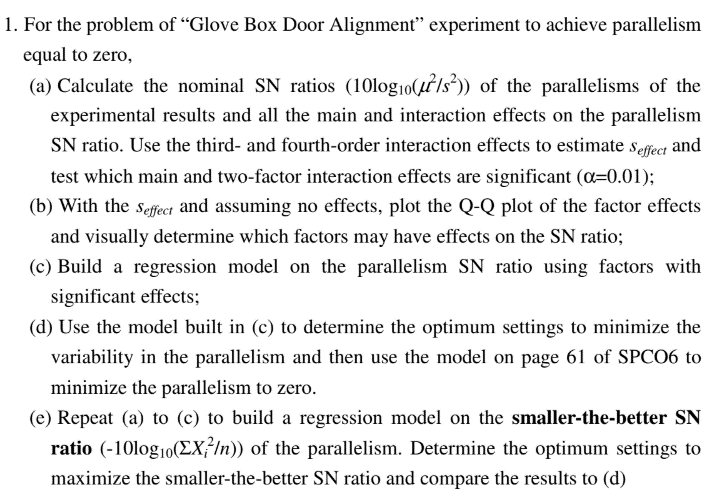 1. For the problem of “Glove Box Door Alignment” experiment to achieve parallelism
equal to zero,
(a) Calculate the nominal SN ratios (10log₁₀(μ²/s²)) of the parallelisms of the
experimental results and all the main and interaction effects on the parallelism
SN ratio. Use the third- and fourth-order interaction effects to estimate s_effect and
test which main and two-factor interaction effects are significant (α=0.01);
(b) With the s_effect and assuming no effects, plot the Q-Q plot of the factor effects
and visually determine which factors may have effects on the SN ratio;
(c) Build a regression model on the parallelism SN ratio using factors with
significant effects;
(d) Use the model built in (c) to determine the optimum settings to minimize the
variability in the parallelism and then use the model on page 61 of SPCO6 to
minimize the parallelism to zero.
(e) Repeat (a) to (c) to build a regression model on the smaller-the-better SN
ratio (-10log₁₀(ΣXᵢ²/n)) of the parallelism. Determine the optimum settings to
maximize the smaller-the-better SN ratio and compare the results to (d)